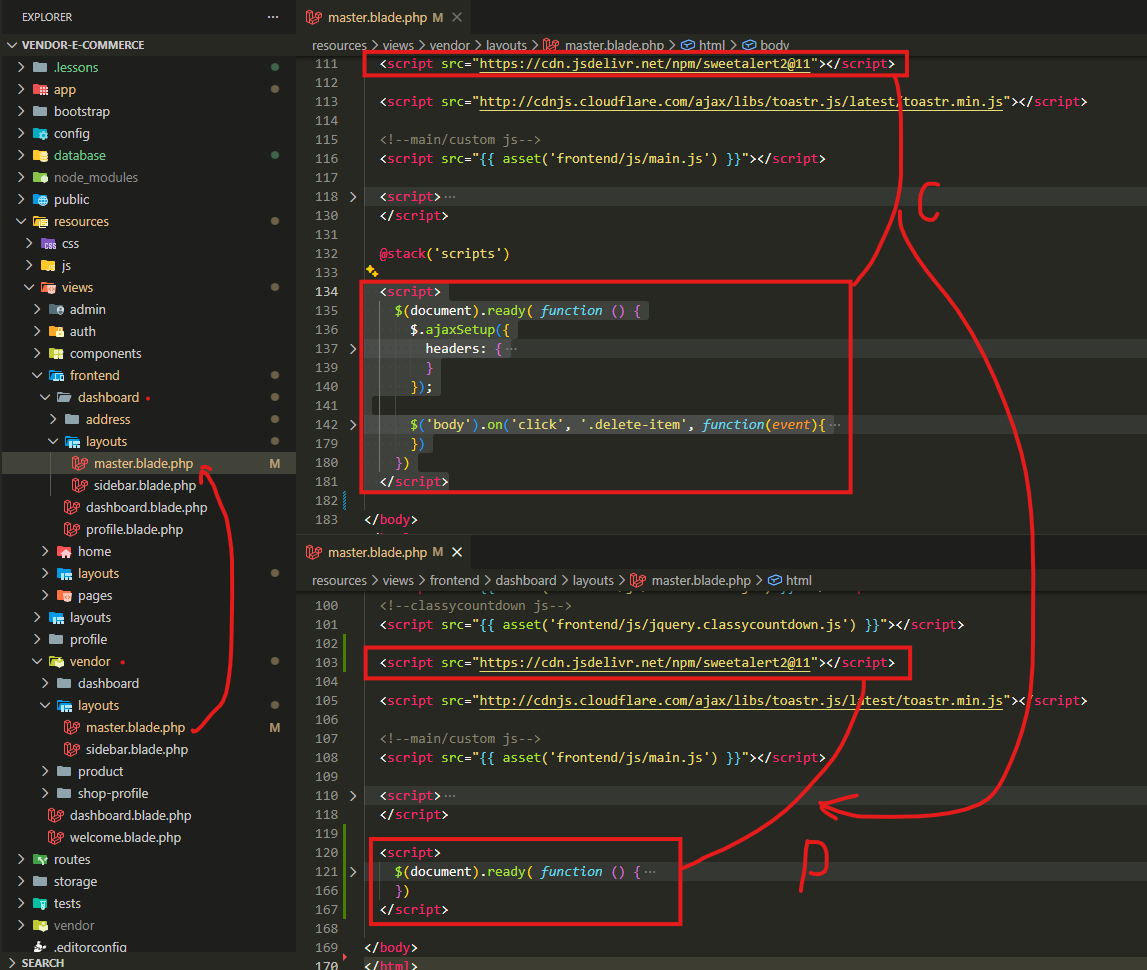 EXPLORER
VENDOR-E-COMMERCE
.lessons
app
bootstrap
config
database
node_modules
public
resources
css
js
views
admin
auth
components
frontend
dashboard
address
layouts
master.blade.php M
sidebar.blade.php
dashboard.blade.php
profile.blade.php
home
layouts
pages
layouts
profile
vendor
dashboard
layouts
master.blade.php M
sidebar.blade.php
product
shop-profile
dashboard.blade.php
welcome.blade.php
routes
storage
tests
vendor
.editorconfig
SEARCH
master.blade.php M
resources > views > vendor > layouts > master.blade.php > html > body
111 <script src="https://cdn.jsdelivr.net/npm/sweetalert2@11"></script>
112
113 <script src="http://cdnjs.cloudflare.com/ajax/libs/toastr.js/latest/toastr.min.js"></script>
114
115 <!--main/custom js-->
116 <script src="{{ asset('frontend/js/main.js') }}"></script>
117
118 <script>…
130 </script>
131
132 @stack('scripts')
133
134 <script>
135 $(document).ready( function () {
136 $.ajaxSetup({
137 headers: {…
139 }
140 });
141
142 $('body').on('click', '.delete-item', function(event){…
179 })
180 })
181 </script>
182
183 </body>
C
master.blade.php M
resources > views > frontend > dashboard > layouts > master.blade.php > html
100 <!--classycountdown js-->
101 <script src="{{ asset('frontend/js/jquery.classycountdown.js') }}"></script>
102
103 <script src="https://cdn.jsdelivr.net/npm/sweetalert2@11"></script>
104
105 <script src="http://cdnjs.cloudflare.com/ajax/libs/toastr.js/latest/toastr.min.js"></script>
106
107 <!--main/custom js-->
108 <script src="{{ asset('frontend/js/main.js') }}"></script>
109
110 <script>…
118 </script>
119
120 <script>
121 $(document).ready( function () {…
166 })
167 </script>
168
169 </body>
170 </html>
P